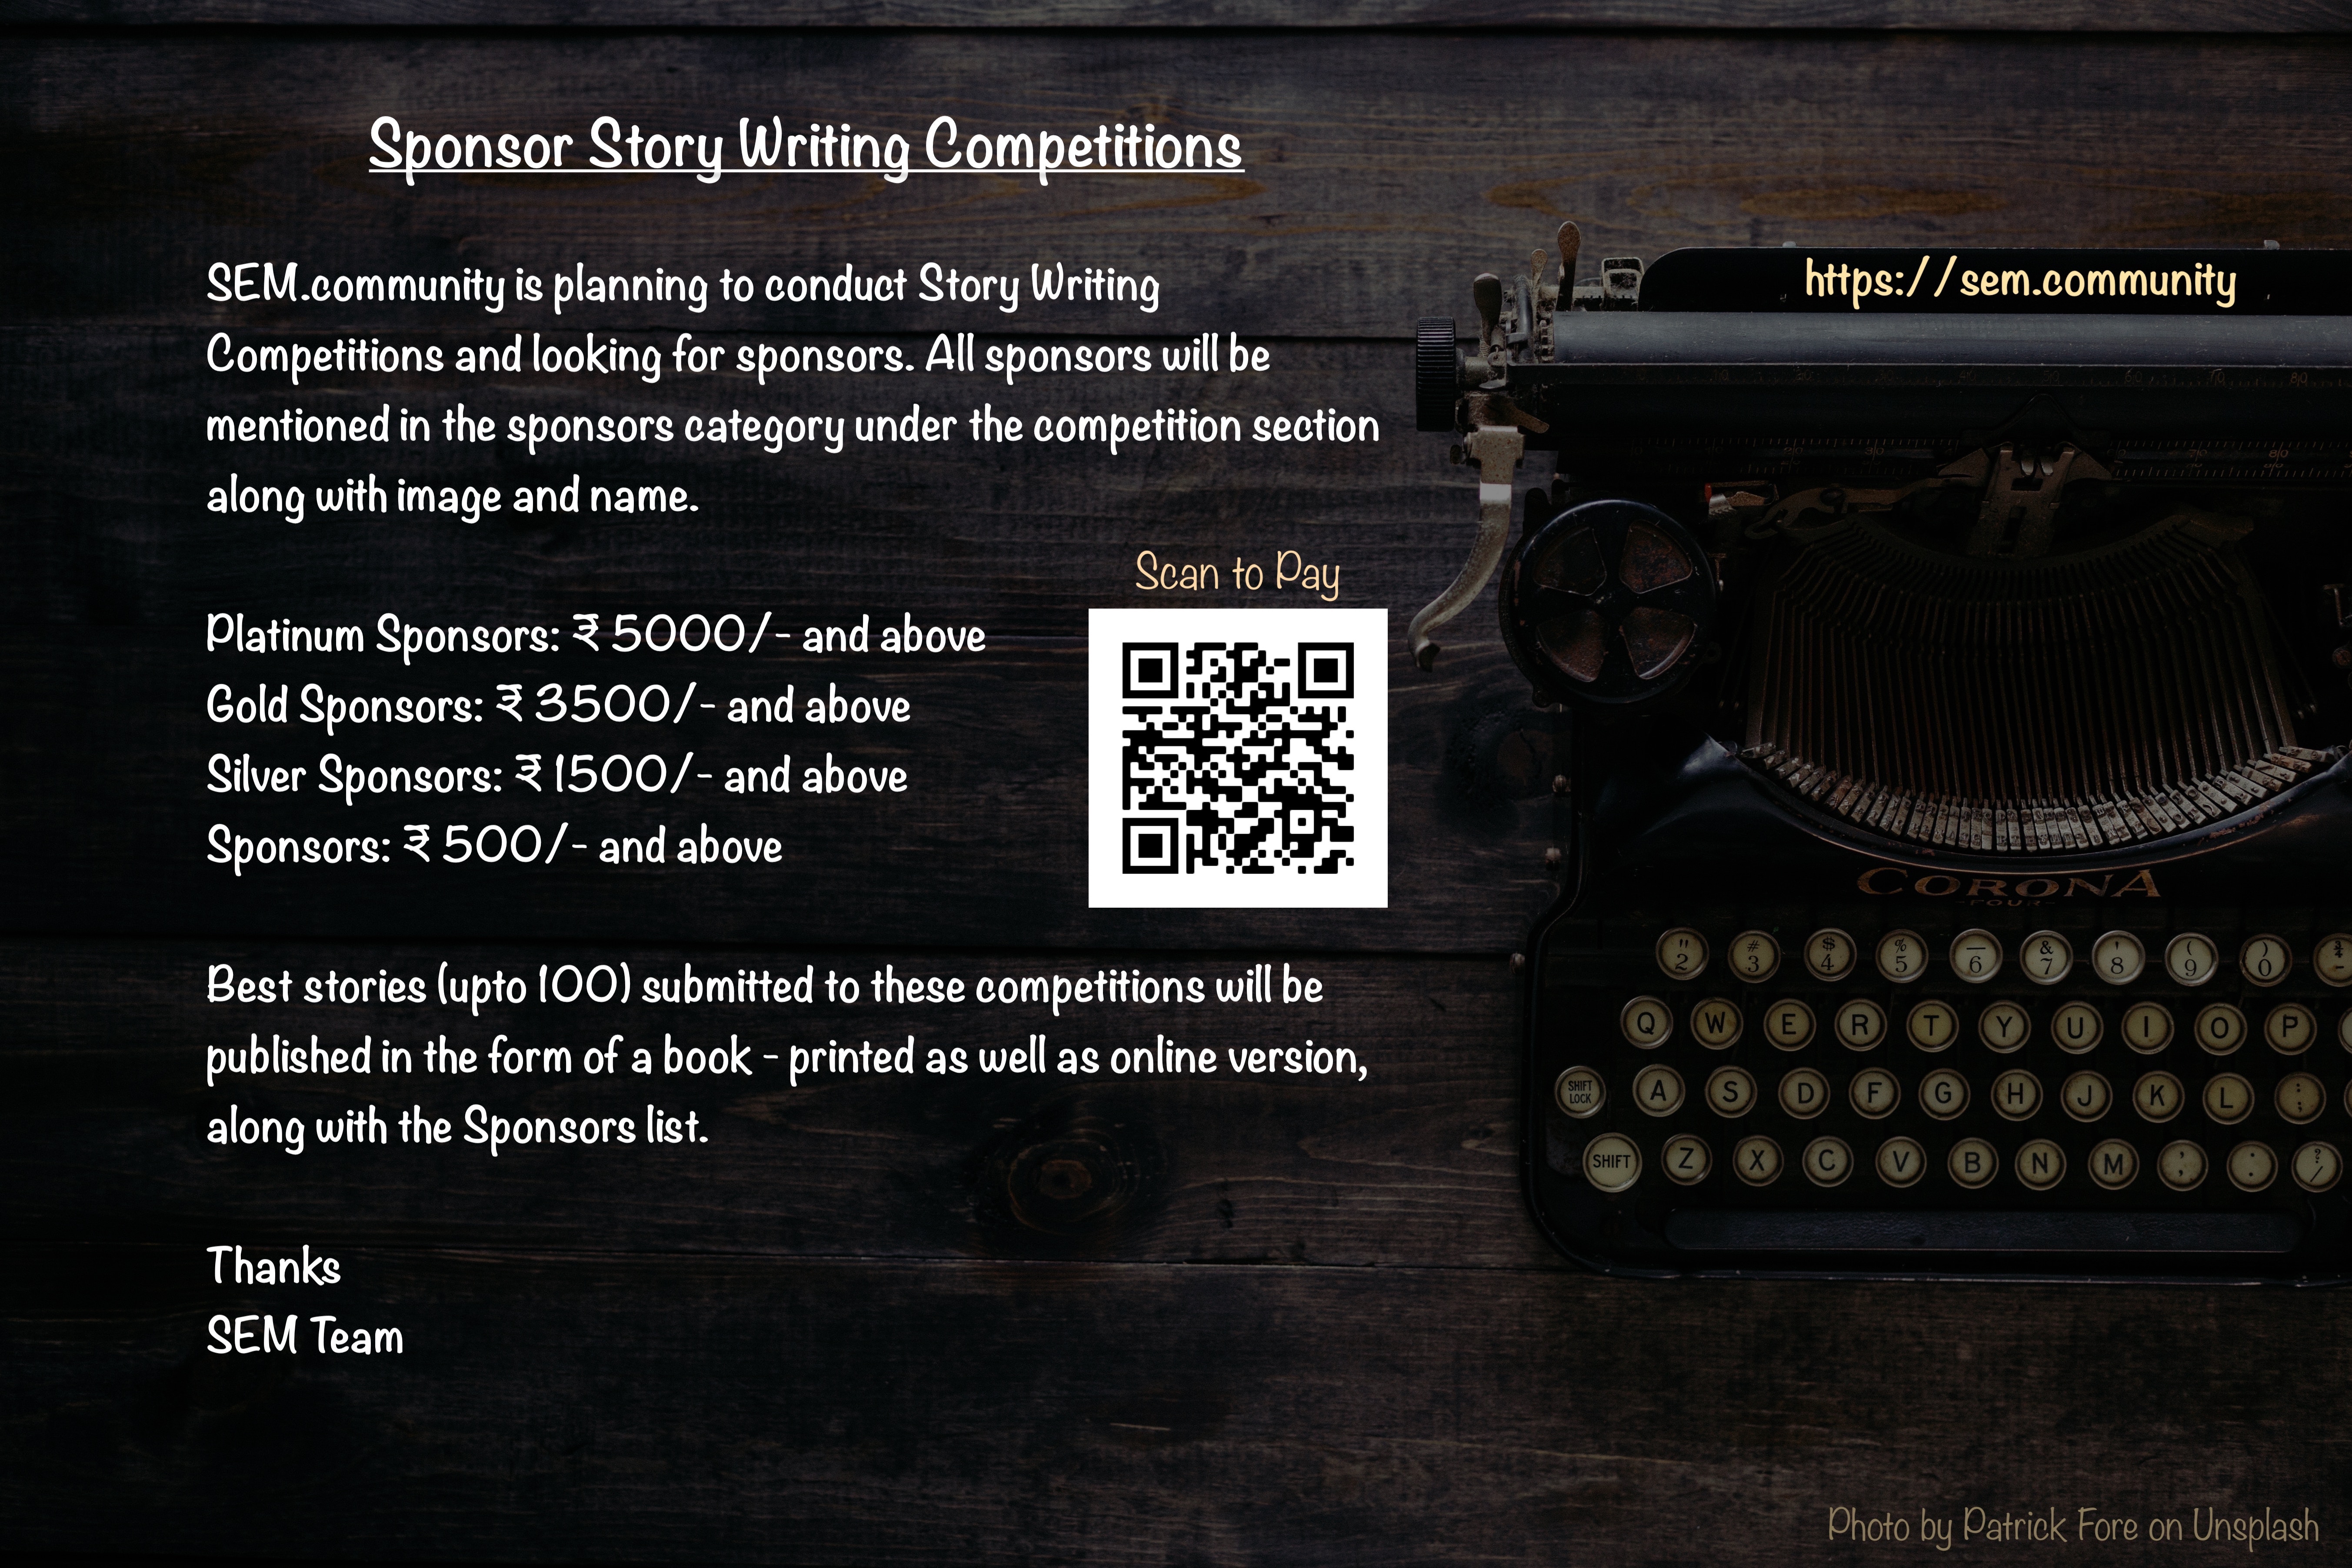 Sponsor Story Writing Competitions
SEM.community is planning to conduct Story Writing
Competitions and looking for sponsors. All sponsors will be
mentioned in the sponsors category under the competition section
along with image and name.
Platinum Sponsors: ₹ 5000/- and above
Gold Sponsors: ₹ 3500/- and above
Silver Sponsors: ₹ 1500/- and above
Sponsors: ₹ 500/- and above
Scan to Pay
Best stories (upto 100) submitted to these competitions will be
published in the form of a book - printed as well as online version,
along with the Sponsors list.
Thanks
SEM Team
https://sem.community
CORONA
-FOUR-
" # $ % _ & ' ( )
2 3 4 5 6 7 8 9 0 -
Q W E R T Y U I O P
SHIFT LOCK A S D F G H J K L :
SHIFT Z X C V B N M ; : ? /
Photo by Patrick Fore on Unsplash